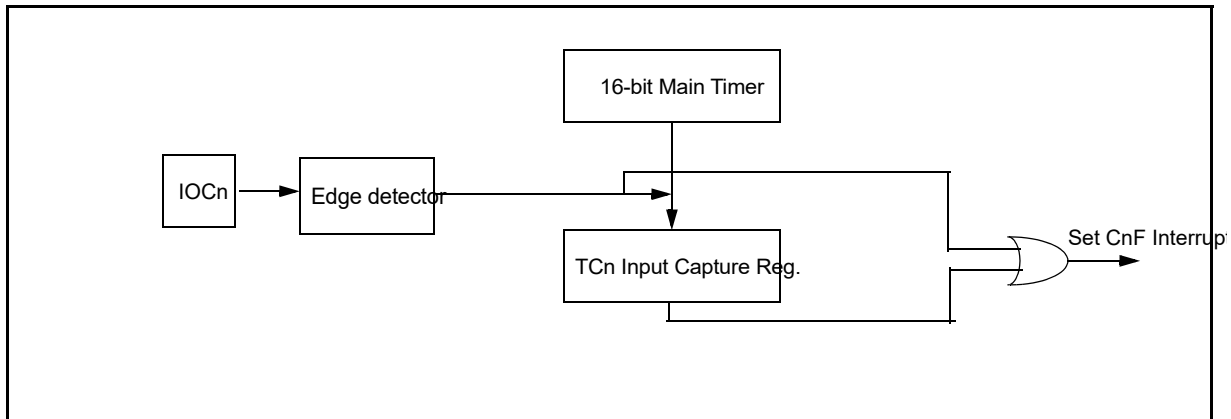 16-bit Main Timer
IOCn
Edge detector
TCn Input Capture Reg.
Set CnF Interrupt